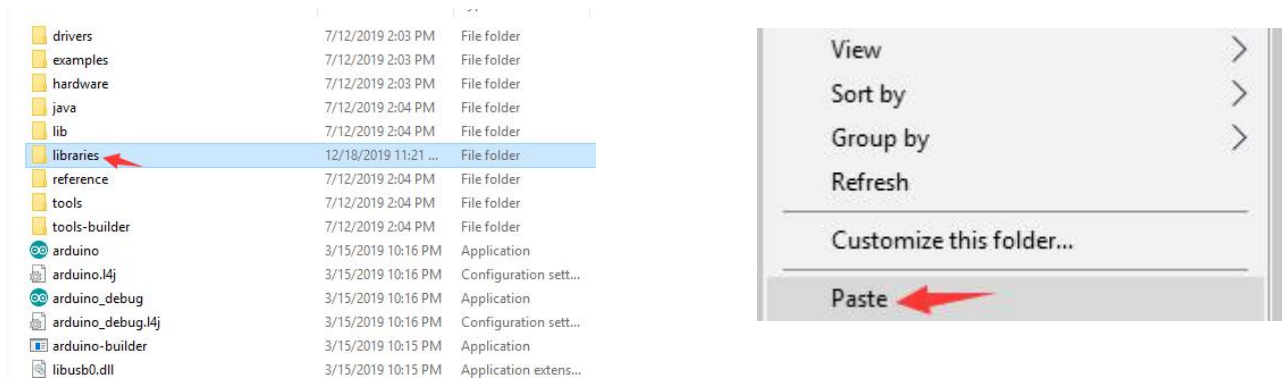 drivers 7/12/2019 2:03 PM File folder
examples 7/12/2019 2:03 PM File folder
hardware 7/12/2019 2:03 PM File folder
java 7/12/2019 2:04 PM File folder
lib 7/12/2019 2:04 PM File folder
libraries 12/18/2019 11:21 ... File folder
reference 7/12/2019 2:04 PM File folder
tools 7/12/2019 2:04 PM File folder
tools-builder 7/12/2019 2:04 PM File folder
arduino 3/15/2019 10:16 PM Application
arduino.l4j 3/15/2019 10:16 PM Configuration sett...
arduino_debug 3/15/2019 10:16 PM Application
arduino_debug.l4j 3/15/2019 10:16 PM Configuration sett...
arduino-builder 3/15/2019 10:15 PM Application
libusb0.dll 3/15/2019 10:15 PM Application extens...
View
Sort by
Group by
Refresh
Customize this folder...
Paste